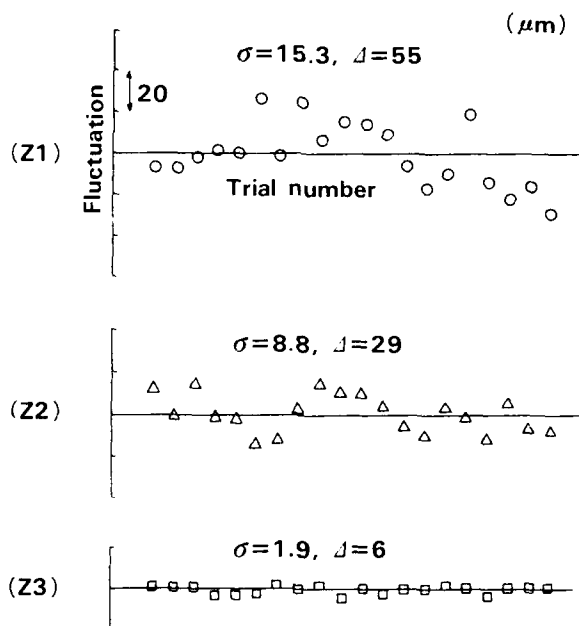 (μm)
σ=15.3, Δ=55
20
Fluctuation
(Z1)
Trial number
σ=8.8, Δ=29
(Z2)
σ=1.9, Δ=6
(Z3)